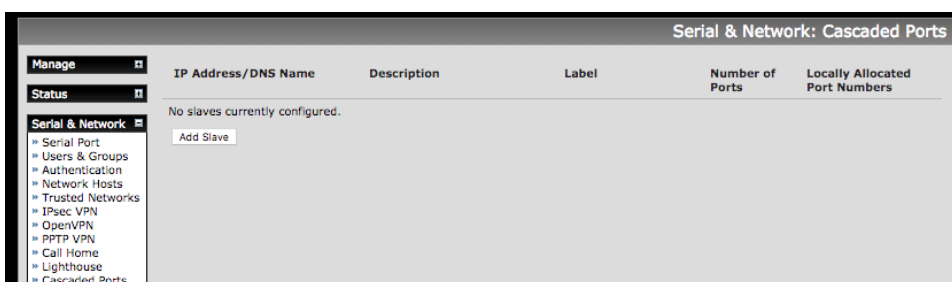 Serial & Network: Cascaded Ports
Manage
Status
Serial & Network
» Serial Port
» Users & Groups
» Authentication
» Network Hosts
» Trusted Networks
» IPsec VPN
» OpenVPN
» PPTP VPN
» Call Home
» Lighthouse
» Cascaded Ports
IP Address/DNS Name Description Label Number of Ports Locally Allocated Port Numbers
No slaves currently configured.
Add Slave